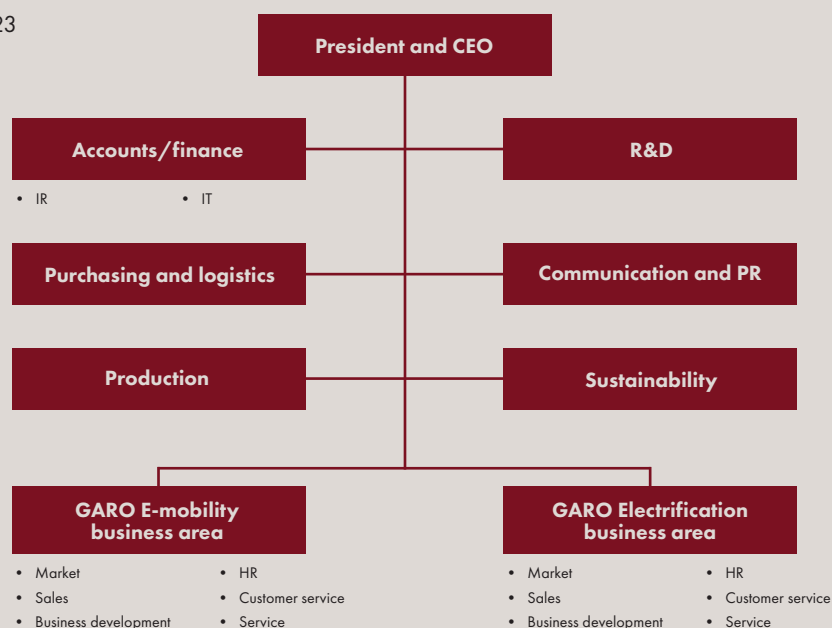 23
President and CEO
Accounts/finance
R&D
• IR
• IT
Purchasing and logistics
Communication and PR
Production
Sustainability
GARO E-mobility
business area
• Market
• Sales
• Business development
• HR
• Customer service
• Service
GARO Electrification
business area
• Market
• Sales
• Business development
• HR
• Customer service
• Service